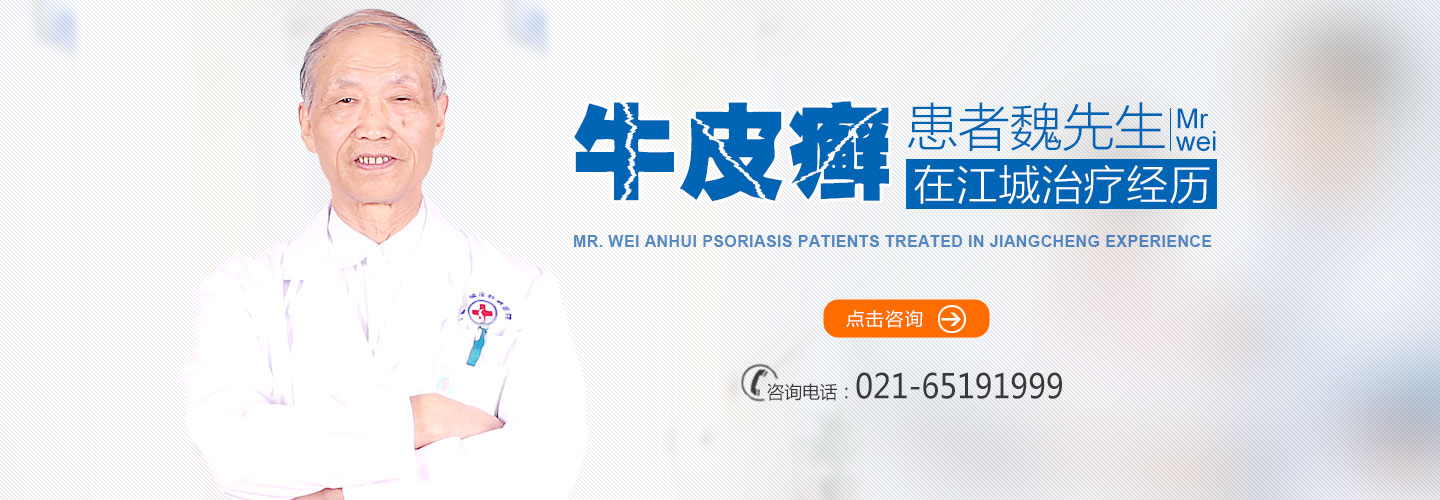 牛皮癣
患者魏先生
Mr
wei
在江城治疗经历
MR. WEI ANHUI PSORIASIS PATIENTS TREATED IN JIANGCHENG EXPERIENCE
点击咨询
咨询电话：021-65191999